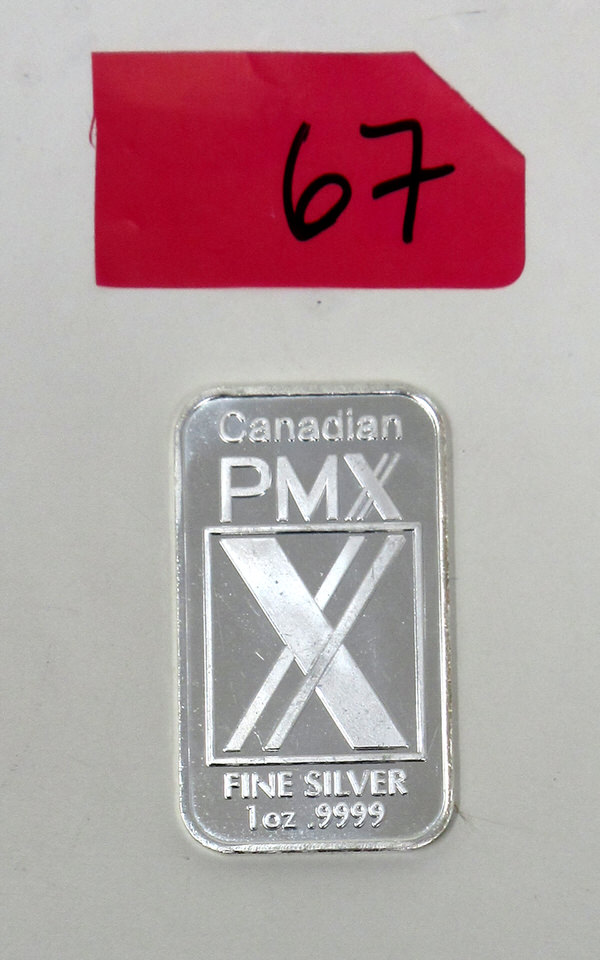 67
Canadian
PMX
X
FINE SILVER
1oz .9999